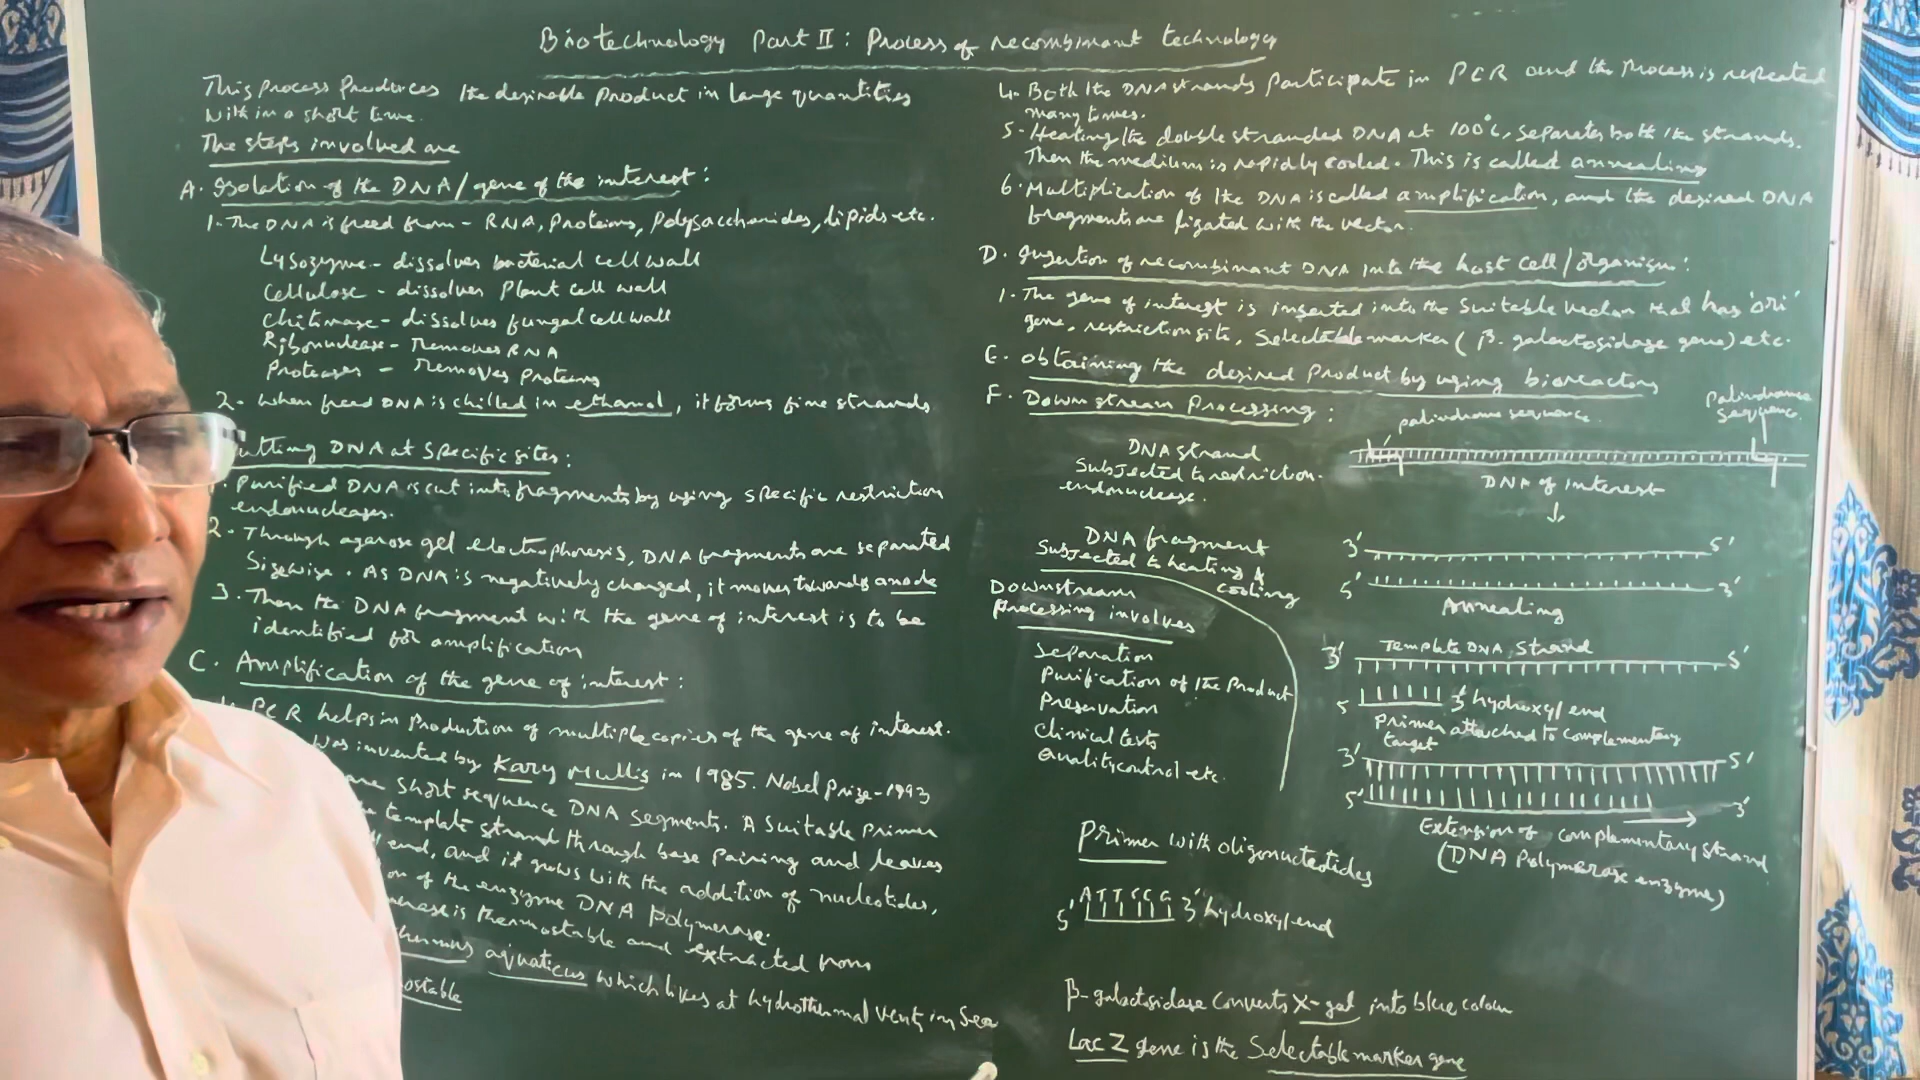 Biotechnology Part II : Process of recombinant technology
This process Produces the desirable product in large quantities
within a short time.
The steps involved are
A. Isolation of the DNA/gene of the interest :
1. The DNA is freed from - RNA, Proteins, polysaccharides, lipids etc.
Lysozyme - dissolves bacterial cell wall
Cellulose - dissolves Plant cell wall
Chitinase - dissolves fungal cell wall
Ribonuclease - Removes RNA
Proteases - Removes Proteins
2. When freed DNA is chilled in ethanol, it forms fine strands
utting DNA at Specific sites :
Purified DNA is cut into fragments by using specific restriction
endonucleases.
2. Through agarose gel electrophoresis, DNA fragments are separated
Sizewise. As DNA is negatively charged, it moves towards anode
3. Then the DNA fragment with the gene of interest is to be
identified for amplification
C. Amplification of the gene of interest :
1. PCR helps in Production of multiple copies of the gene of interest.
was invented by Kary Mullis in 1985. Nobel Prize - 1993
are short sequence DNA segments. A Suitable primer
template strand through base pairing and leaves
end, and it grows with the addition of nucleotides,
on of the enzyme DNA Polymerase.
merase is thermostable and extracted from
hermus aquaticus which lives at hydrothermal vents in Sea
ostable
4. Both the DNA strands participate in PCR and the Process is repeated
many times.
5. Heating the double stranded DNA at 100°C, separates both the strands.
Then the medium is rapidly cooled. This is called annealing
6. Multiplication of the DNA is called amplification, and the desired DNA
fragments are ligated with the vector.
D. Insertion of recombinant DNA into the host cell/organism :
1. The gene of interest is inserted into the suitable vector that has 'ori'
gene, restriction site, Selectable marker ( β. galactosidase gene) etc.
E. obtaining the desired Product by using bioreactors
F. Downstream Processing :
palindrome sequence.
palindrome
sequence.
DNA strand
Subjected to restriction
endonuclease.
DNA of interest
DNA fragment
Subjected to heating &
cooling
3' 5'
5' 3'
Annealing
Downstream
Processing involves
Separation
Purification of the Product
Preservation
Clinical tests
Quality control etc.
Template DNA Strand
3' 5'
5 3' hydroxyl end
Primer attached to complementary
target
3' 5'
5' 3'
Extension of complementary strand
(DNA Polymerase enzyme)
Primer with oligonucteotides
ATTCCG
5' 3' hydroxyl end
β-galactosidase converts X-gal into blue colour
Lac Z gene is the Selectable marker gene